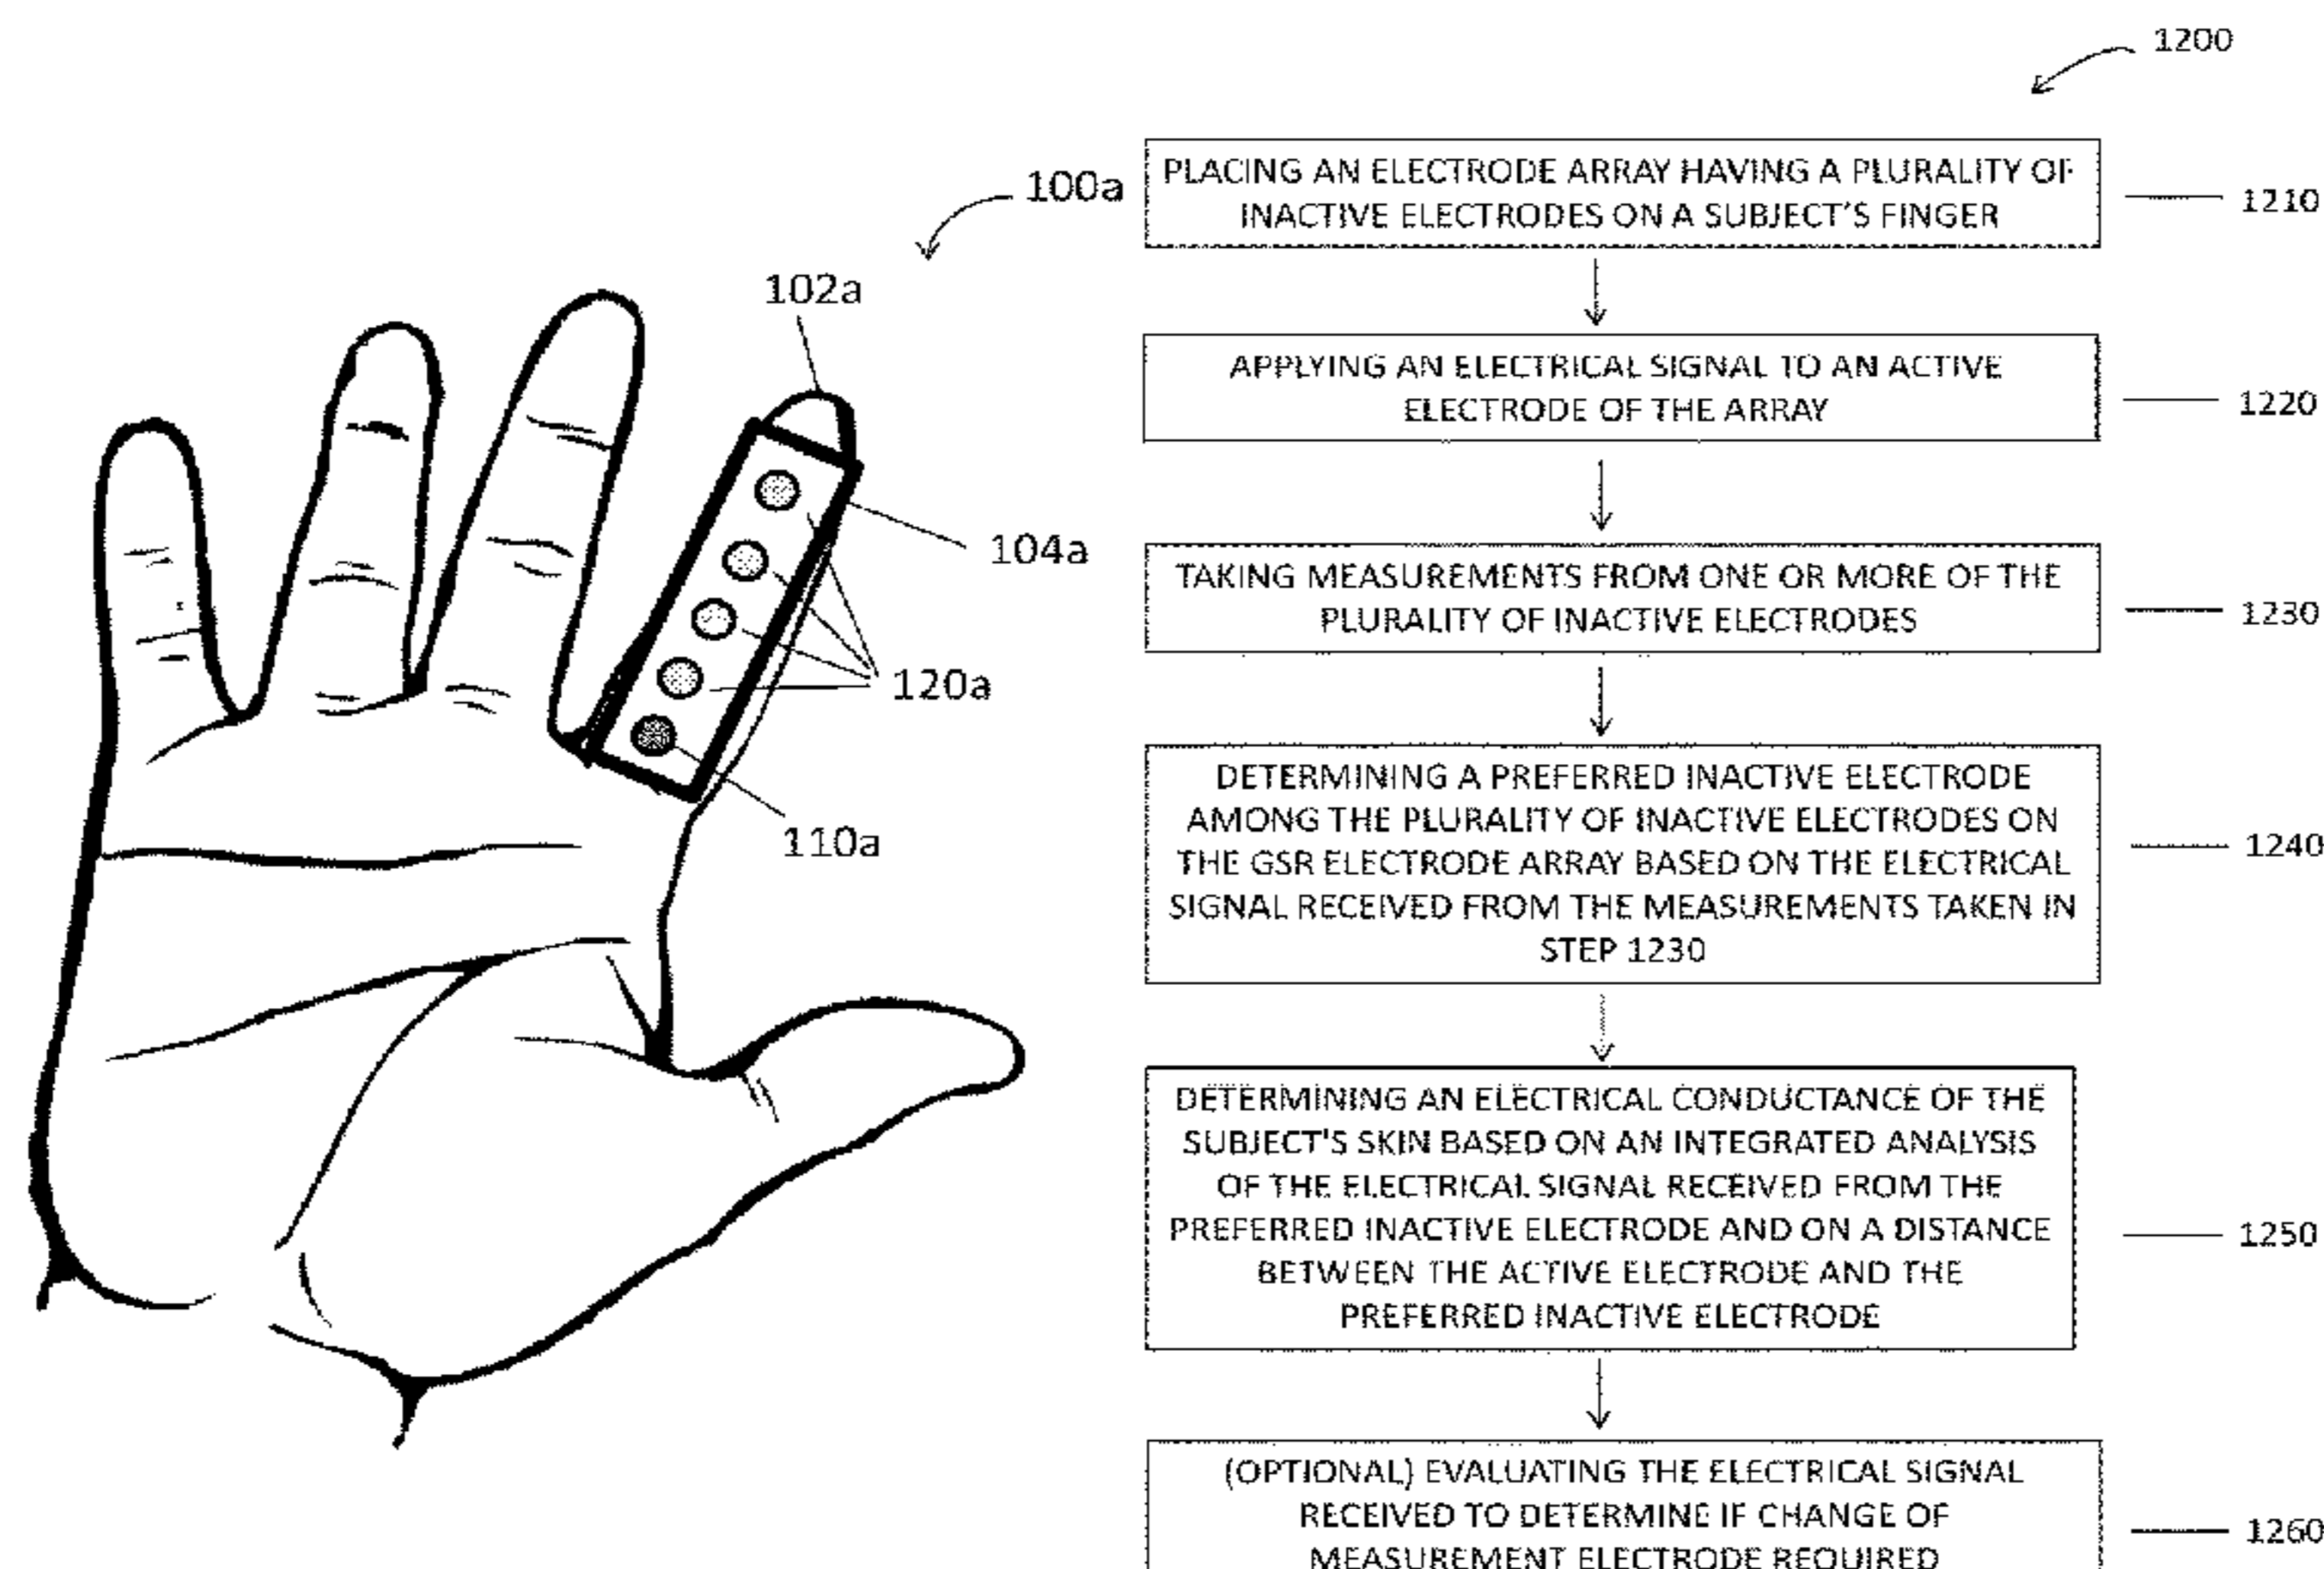 1200
100a
102a
104a
120a
110a
PLACING AN ELECTRODE ARRAY HAVING A PLURALITY OF
INACTIVE ELECTRODES ON A SUBJECT'S FINGER
1210
APPLYING AN ELECTRICAL SIGNAL TO AN ACTIVE
ELECTRODE OF THE ARRAY
1220
TAKING MEASUREMENTS FROM ONE OR MORE OF THE
PLURALITY OF INACTIVE ELECTRODES
1230
DETERMINING A PREFERRED INACTIVE ELECTRODE
AMONG THE PLURALITY OF INACTIVE ELECTRODES ON
THE GSR ELECTRODE ARRAY BASED ON THE ELECTRICAL
SIGNAL RECEIVED FROM THE MEASUREMENTS TAKEN IN
STEP 1230
1240
DETERMINING AN ELECTRICAL CONDUCTANCE OF THE
SUBJECT'S SKIN BASED ON AN INTEGRATED ANALYSIS
OF THE ELECTRICAL SIGNAL RECEIVED FROM THE
PREFERRED INACTIVE ELECTRODE AND ON A DISTANCE
BETWEEN THE ACTIVE ELECTRODE AND THE
PREFERRED INACTIVE ELECTRODE
1250
(OPTIONAL) EVALUATING THE ELECTRICAL SIGNAL
RECEIVED TO DETERMINE IF CHANGE OF
MEASUREMENT ELECTRODE REQUIRED
1260